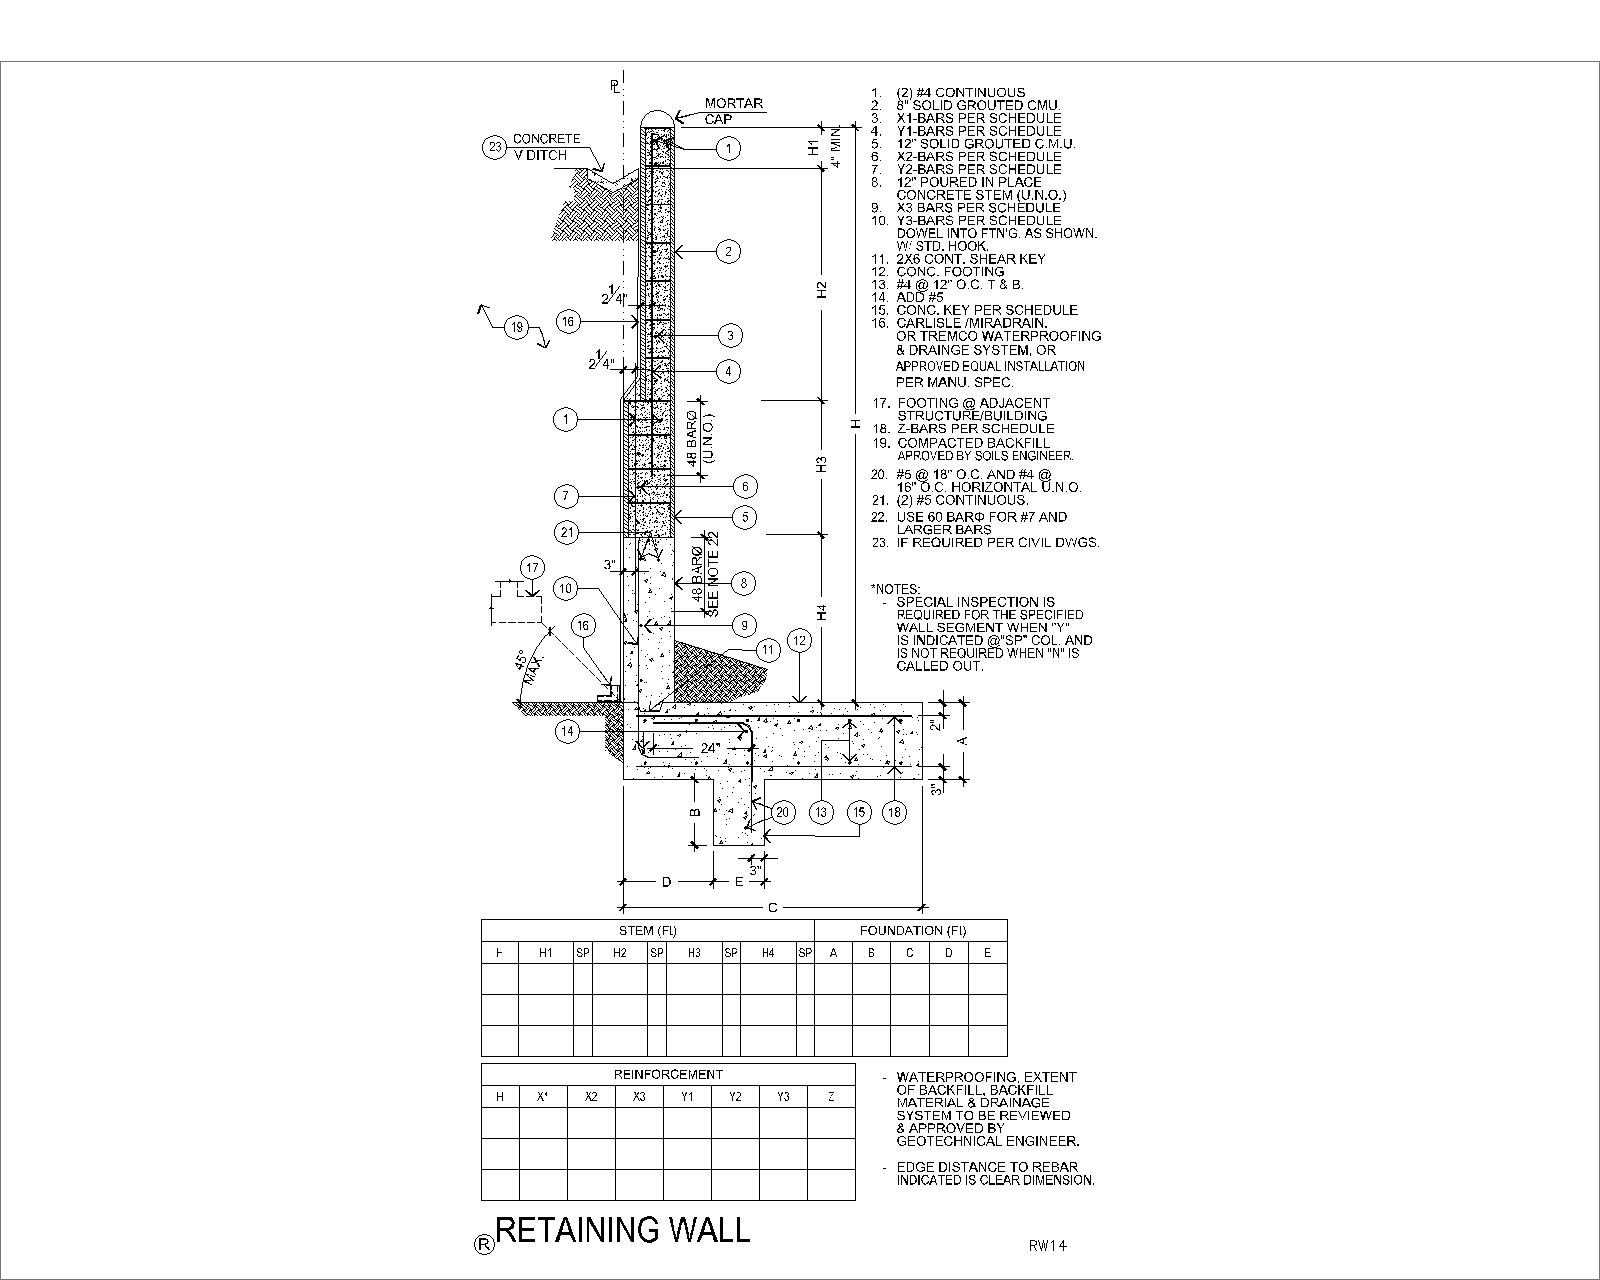 PL
MORTAR
CAP
23
CONCRETE
V DITCH
1
H1
4" MIN.
2
H2
2 1/4"
16
19
3
2 1/4"
4
1
48 BARØ
(U.N.O.)
H
H3
6
7
5
21
3"
48 BARØ
SEE NOTE 22
17
10
8
H4
16
9
12
11
45°
MAX.
14
24"
2"
A
3"
B
20
13
15
18
3"
D
E
C
1. (2) #4 CONTINUOUS
2. 8" SOLID GROUTED CMU.
3. X1-BARS PER SCHEDULE
4. Y1-BARS PER SCHEDULE
5. 12" SOLID GROUTED C.M.U.
6. X2-BARS PER SCHEDULE
7. Y2-BARS PER SCHEDULE
8. 12" POURED IN PLACE
CONCRETE STEM (U.N.O.)
9. X3 BARS PER SCHEDULE
10. Y3-BARS PER SCHEDULE
DOWEL INTO FTN'G. AS SHOWN.
W/ STD. HOOK.
11. 2X6 CONT. SHEAR KEY
12. CONC. FOOTING
13. #4 @ 12" O.C. T & B.
14. ADD #5
15. CONC. KEY PER SCHEDULE
16. CARLISLE /MIRADRAIN.
OR TREMCO WATERPROOFING
& DRAINGE SYSTEM, OR
APPROVED EQUAL INSTALLATION
PER MANU. SPEC.
17. FOOTING @ ADJACENT
STRUCTURE/BUILDING
18. Z-BARS PER SCHEDULE
19. COMPACTED BACKFILL
APROVED BY SOILS ENGINEER.
20. #5 @ 18" O.C. AND #4 @
16" O.C. HORIZONTAL U.N.O.
21. (2) #5 CONTINUOUS.
22. USE 60 BARΦ FOR #7 AND
LARGER BARS
23. IF REQUIRED PER CIVIL DWGS.
*NOTES:
- SPECIAL INSPECTION IS
REQUIRED FOR THE SPECIFIED
WALL SEGMENT WHEN "Y"
IS INDICATED @"SP" COL. AND
IS NOT REQUIRED WHEN "N" IS
CALLED OUT.
STEM (Ft) FOUNDATION (Ft)
H H1 SP H2 SP H3 SP H4 SP A B C D E
REINFORCEMENT
H X1 X2 X3 Y1 Y2 Y3 Z
- WATERPROOFING, EXTENT
OF BACKFILL, BACKFILL
MATERIAL & DRAINAGE
SYSTEM TO BE REVIEWED
& APPROVED BY
GEOTECHNICAL ENGINEER.
- EDGE DISTANCE TO REBAR
INDICATED IS CLEAR DIMENSION.
® RETAINING WALL
RW14